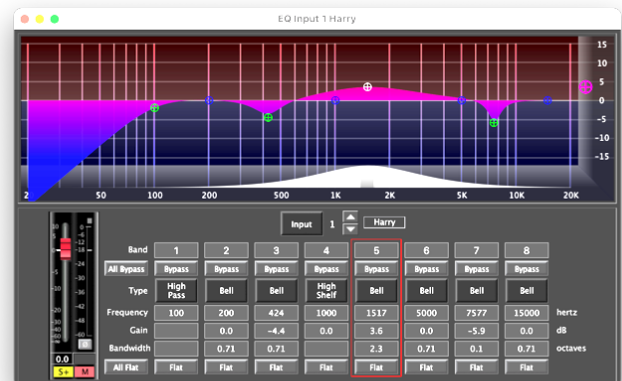 EQ Input 1 Harry
15
10
5
0
-5
-10
-15
2 50 100 200 500 1K 2K 5K 10K 20K
Input 1 Harry
Band 1 2 3 4 5 6 7 8
All Bypass Bypass Bypass Bypass Bypass Bypass Bypass Bypass Bypass
Type High Pass Bell Bell High Shelf Bell Bell Bell Bell
Frequency 100 200 424 1000 1517 5000 7577 15000 hertz
Gain 0.0 -4.4 0.0 3.6 0.0 -5.9 0.0 dB
Bandwidth 0.71 0.71 2.3 0.71 0.1 0.71 octaves
All Flat Flat Flat Flat Flat Flat Flat Flat Flat
0.0
S+ M